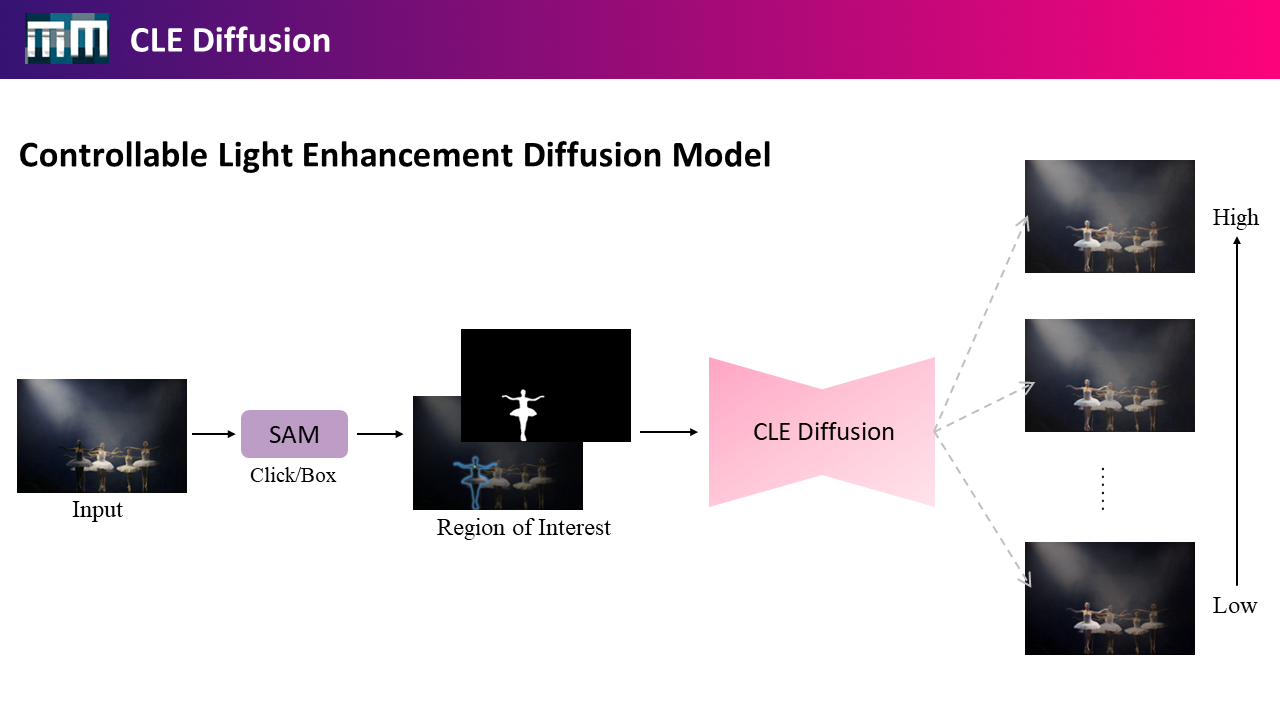 CLE Diffusion
Controllable Light Enhancement Diffusion Model
High
SAM
CLE Diffusion
Click/Box
Input
Region of Interest
Low